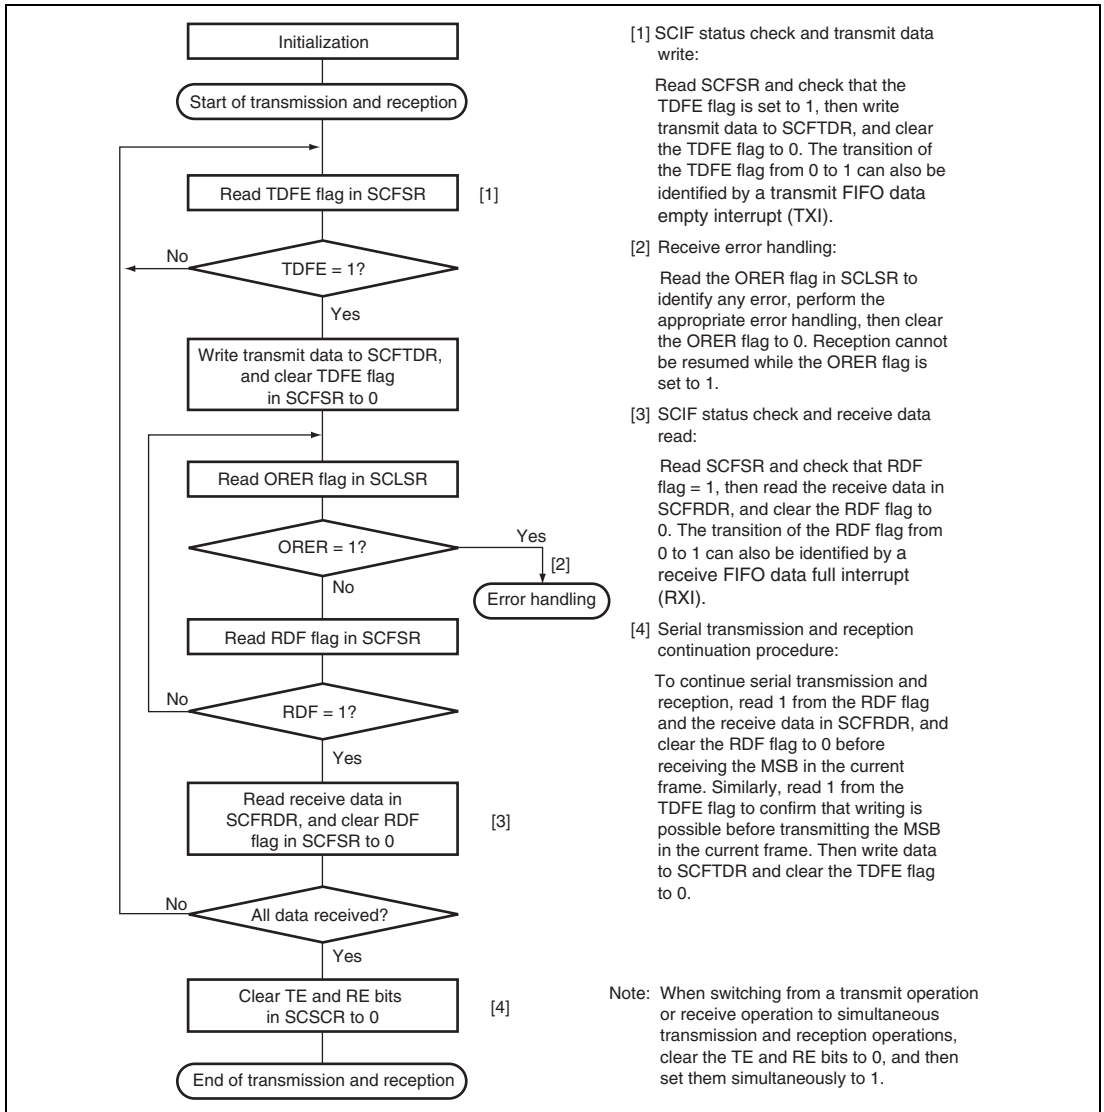 Initialization
Start of transmission and reception
Read TDFE flag in SCFSR
[1]
No
TDFE = 1?
Yes
Write transmit data to SCFTDR,
and clear TDFE flag
in SCFSR to 0
Read ORER flag in SCLSR
ORER = 1?
Yes
[2]
No
Error handling
Read RDF flag in SCFSR
No
RDF = 1?
Yes
Read receive data in
SCFRDR, and clear RDF
flag in SCFSR to 0
[3]
No
All data received?
Yes
Clear TE and RE bits
in SCSCR to 0
[4]
End of transmission and reception
[1] SCIF status check and transmit data
write:
Read SCFSR and check that the
TDFE flag is set to 1, then write
transmit data to SCFTDR, and clear
the TDFE flag to 0. The transition of
the TDFE flag from 0 to 1 can also be
identified by a transmit FIFO data
empty interrupt (TXI).
[2] Receive error handling:
Read the ORER flag in SCLSR to
identify any error, perform the
appropriate error handling, then clear
the ORER flag to 0. Reception cannot
be resumed while the ORER flag is
set to 1.
[3] SCIF status check and receive data
read:
Read SCFSR and check that RDF
flag = 1, then read the receive data in
SCFRDR, and clear the RDF flag to
0. The transition of the RDF flag from
0 to 1 can also be identified by a
receive FIFO data full interrupt
(RXI).
[4] Serial transmission and reception
continuation procedure:
To continue serial transmission and
reception, read 1 from the RDF flag
and the receive data in SCFRDR, and
clear the RDF flag to 0 before
receiving the MSB in the current
frame. Similarly, read 1 from the
TDFE flag to confirm that writing is
possible before transmitting the MSB
in the current frame. Then write data
to SCFTDR and clear the TDFE flag
to 0.
Note: When switching from a transmit operation
or receive operation to simultaneous
transmission and reception operations,
clear the TE and RE bits to 0, and then
set them simultaneously to 1.